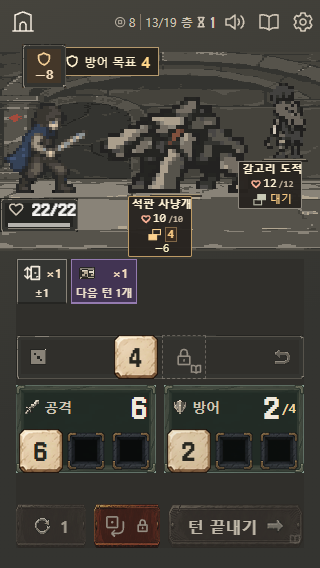 8 13/19 층 1
-8
방어 목표 4
22/22
석판 사냥개
10/10
4
-6
갈고리 도적
12/12
대기
×1
±1
×1
다음 턴 1개
4
공격 6
6
방어 2/4
2
1
턴 끝내기